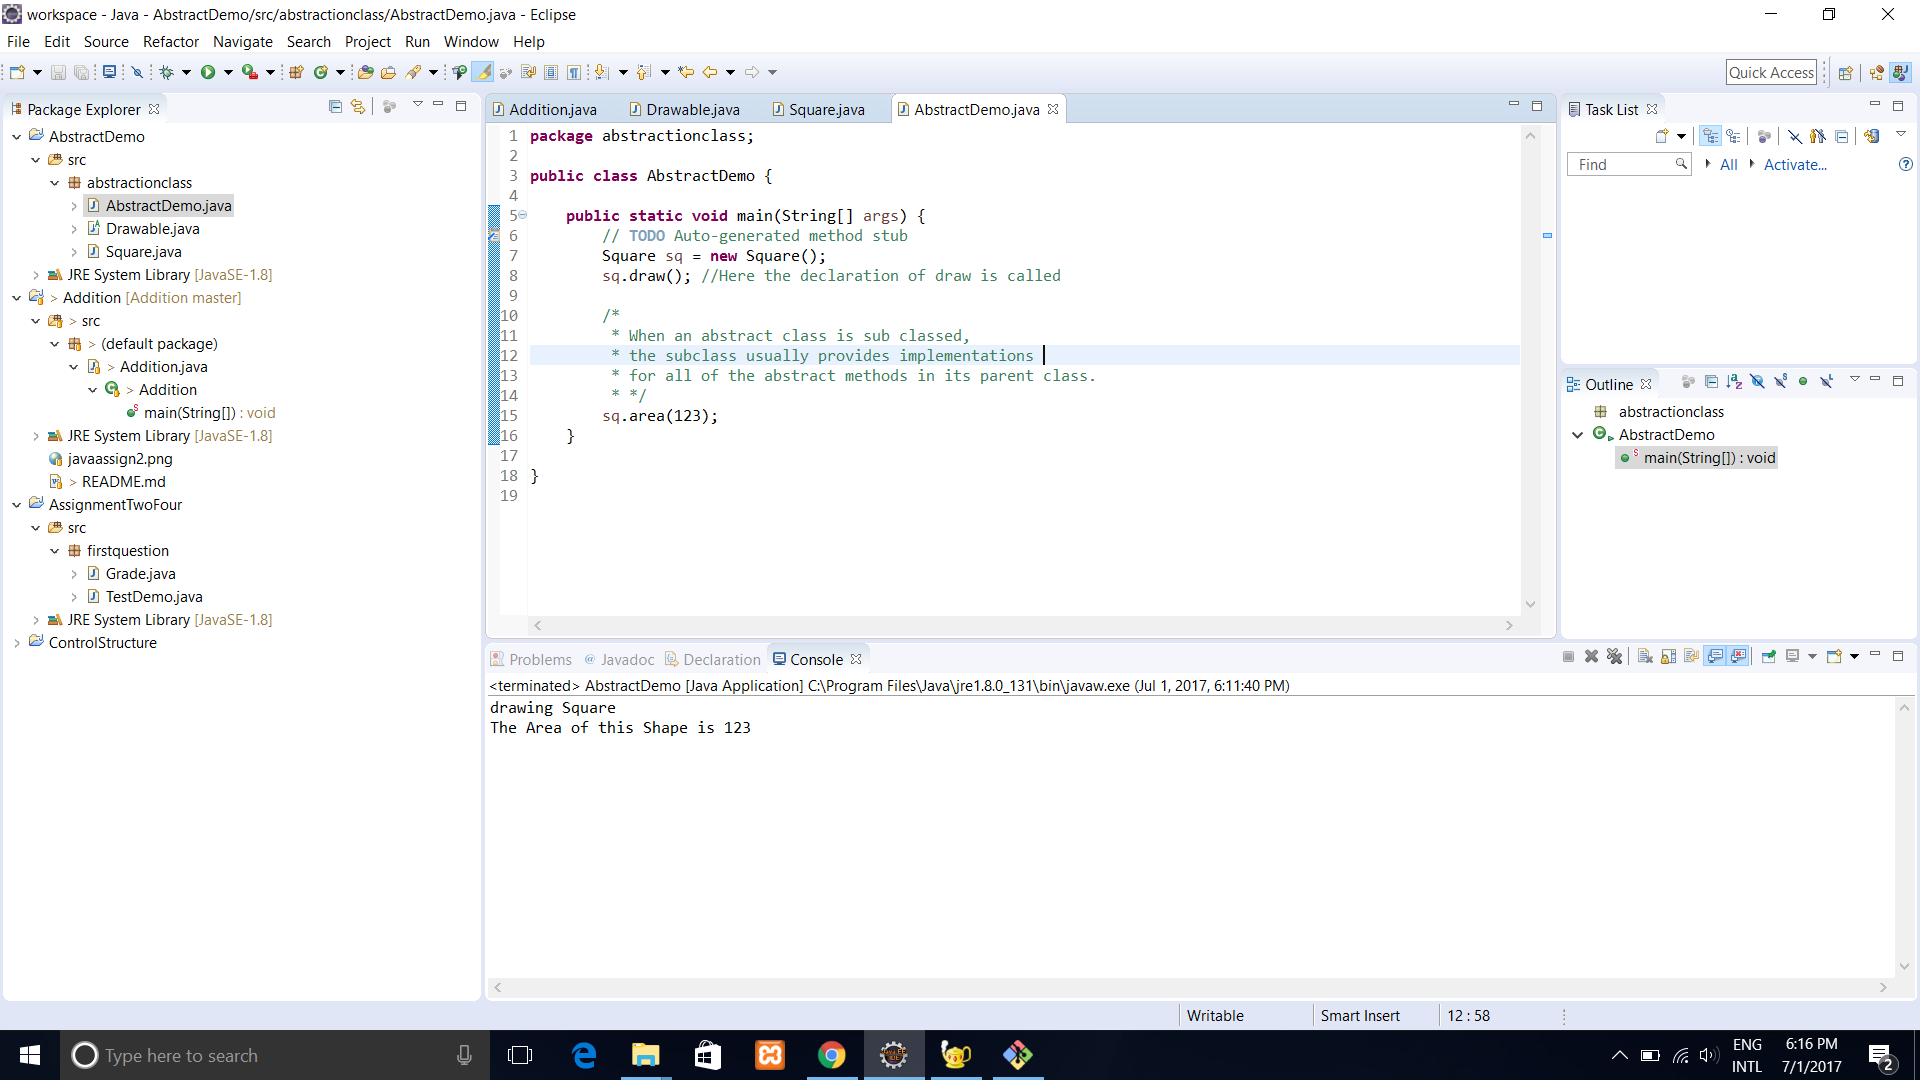 workspace - Java - AbstractDemo/src/abstractionclass/AbstractDemo.java - Eclipse
File Edit Source Refactor Navigate Search Project Run Window Help
Quick Access
Package Explorer
AbstractDemo
src
abstractionclass
AbstractDemo.java
Drawable.java
Square.java
JRE System Library [JavaSE-1.8]
> Addition [Addition master]
> src
> (default package)
> Addition.java
> Addition
main(String[]) : void
JRE System Library [JavaSE-1.8]
javaassign2.png
> README.md
AssignmentTwoFour
src
firstquestion
Grade.java
TestDemo.java
JRE System Library [JavaSE-1.8]
ControlStructure
Addition.java Drawable.java Square.java AbstractDemo.java
1 package abstractionclass;
2
3 public class AbstractDemo {
4
5 public static void main(String[] args) {
6 // TODO Auto-generated method stub
7 Square sq = new Square();
8 sq.draw(); //Here the declaration of draw is called
9
10 /*
11 * When an abstract class is sub classed,
12 * the subclass usually provides implementations
13 * for all of the abstract methods in its parent class.
14 * */
15 sq.area(123);
16 }
17
18 }
19
Task List
Find All Activate...
Outline
abstractionclass
AbstractDemo
main(String[]) : void
Problems @ Javadoc Declaration Console
<terminated> AbstractDemo [Java Application] C:\Program Files\Java\jre1.8.0_131\bin\javaw.exe (Jul 1, 2017, 6:11:40 PM)
drawing Square
The Area of this Shape is 123
Writable Smart Insert 12 : 58
Type here to search
ENG
INTL
6:16 PM
7/1/2017
2